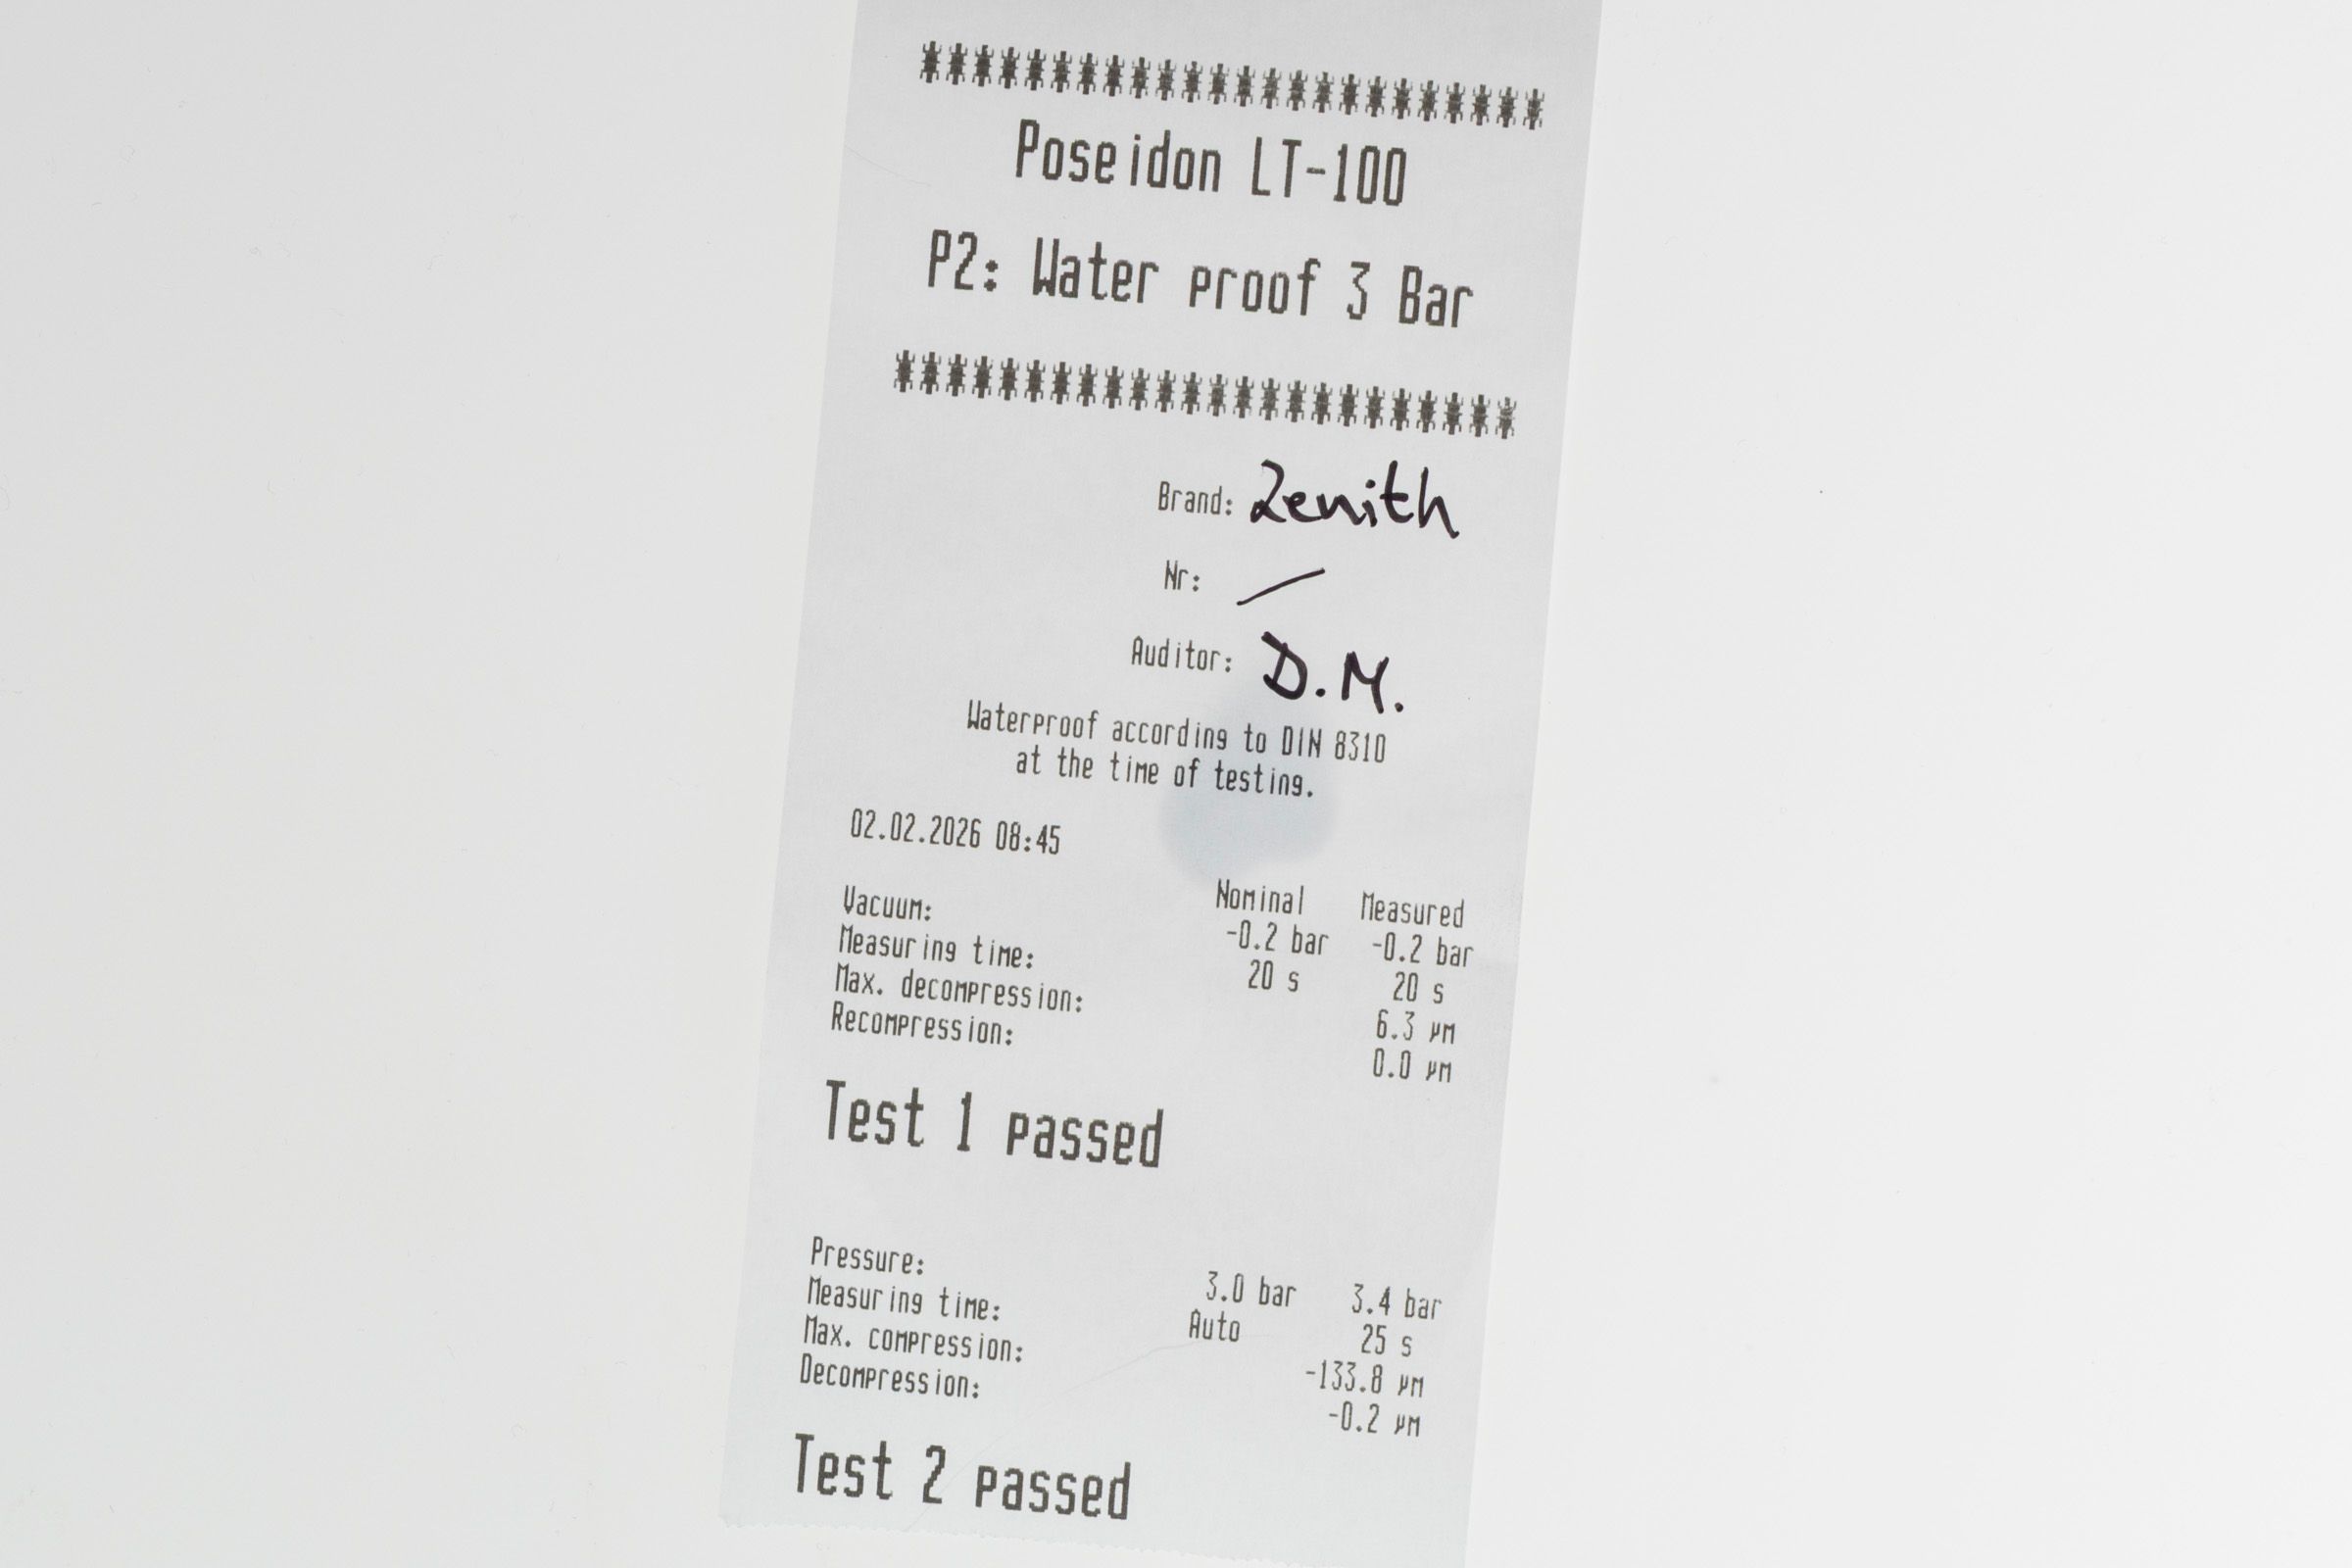 ************************
Poseidon LT-100
P2: Water proof 3 Bar
************************
Brand: Zenith
Nr: /
Auditor: D.M.
Waterproof according to DIN 8310
at the time of testing.
02.02.2026 08:45
Nominal Measured
Vacuum: -0.2 bar -0.2 bar
Measuring time: 20 s 20 s
Max. decompression: 6.3 µm
Recompression: 0.0 µm
Test 1 passed
Pressure: 3.0 bar 3.4 bar
Measuring time: Auto 25 s
Max. compression: -133.8 µm
Decompression: -0.2 µm
Test 2 passed